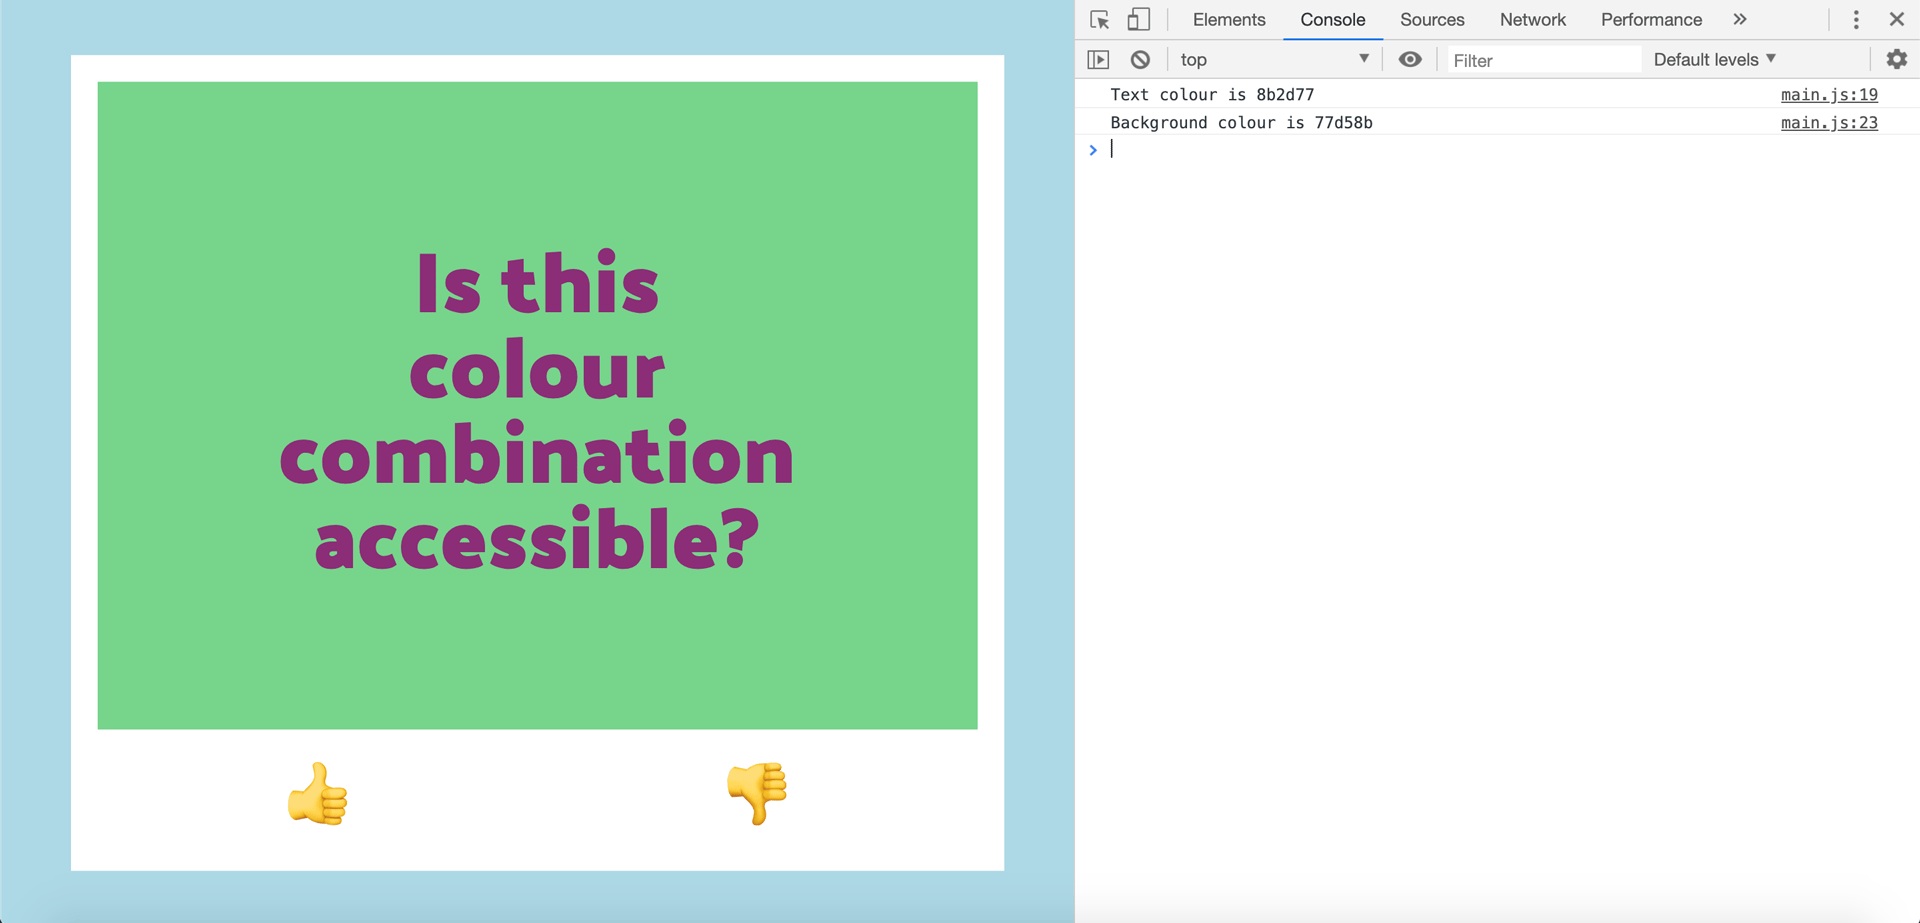 Is this
colour
combination
accessible?
Elements Console Sources Network Performance
top Filter Default levels
Text colour is 8b2d77 main.js:19
Background colour is 77d58b main.js:23